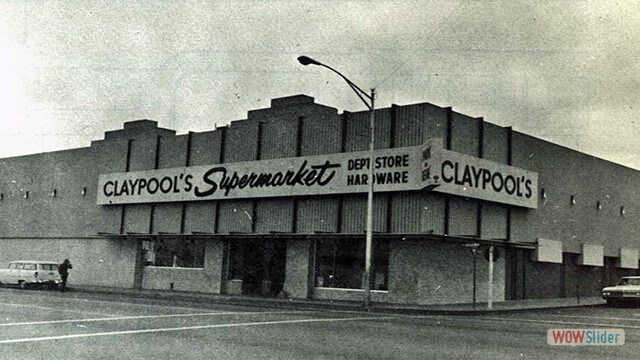 CLAYPOOL'S Supermarket DEPT STORE
HARDWARE
CLAYPOOL'S
WOWSlider